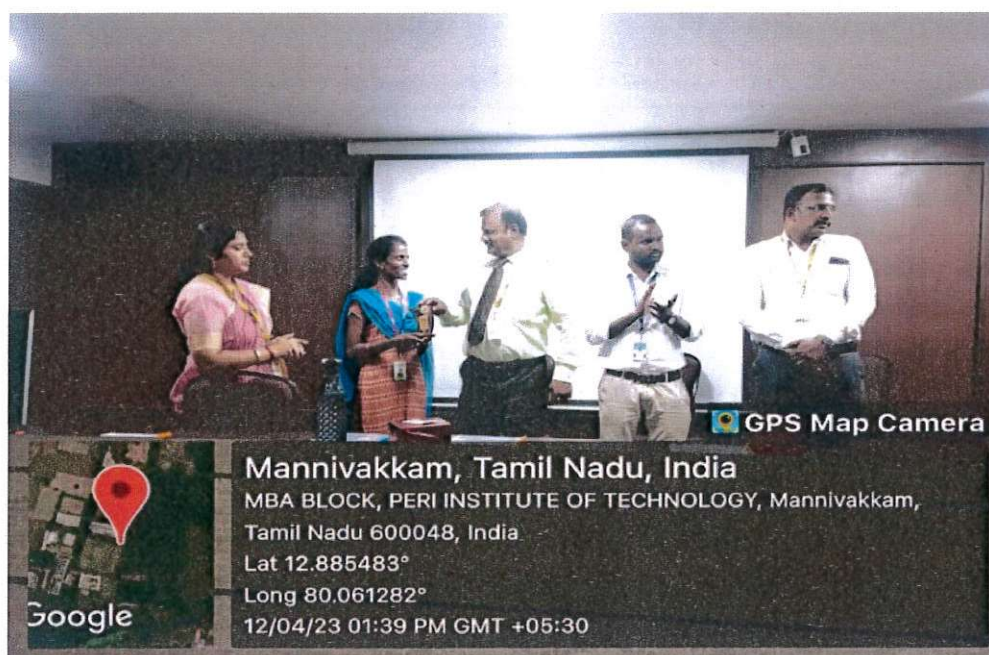 GPS Map Camera
Mannivakkam, Tamil Nadu, India
MBA BLOCK, PERI INSTITUTE OF TECHNOLOGY, Mannivakkam,
Tamil Nadu 600048, India
Lat 12.885483°
Long 80.061282°
12/04/23 01:39 PM GMT +05:30
Google